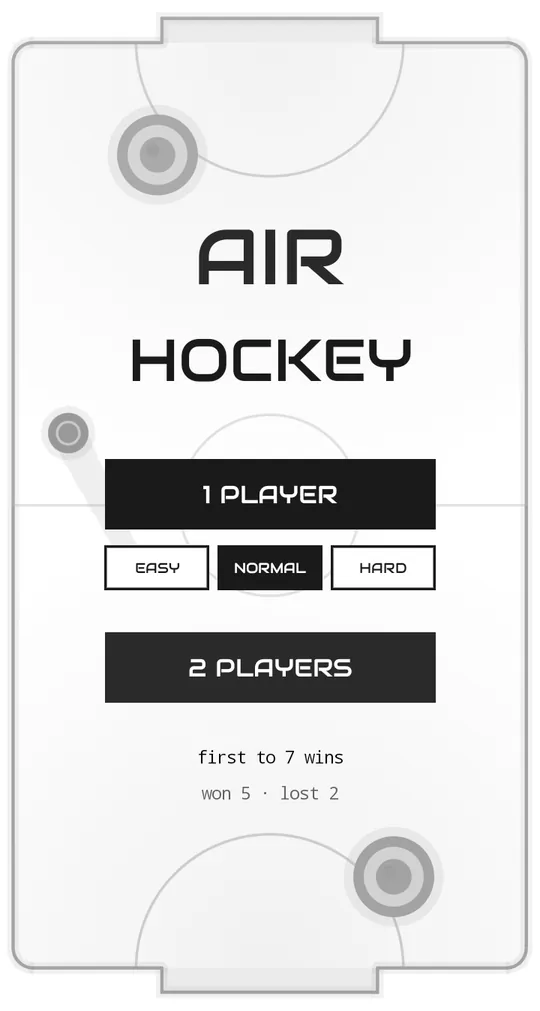 AIR
HOCKEY
1 PLAYER
EASY NORMAL HARD
2 PLAYERS
first to 7 wins
won 5 · lost 2